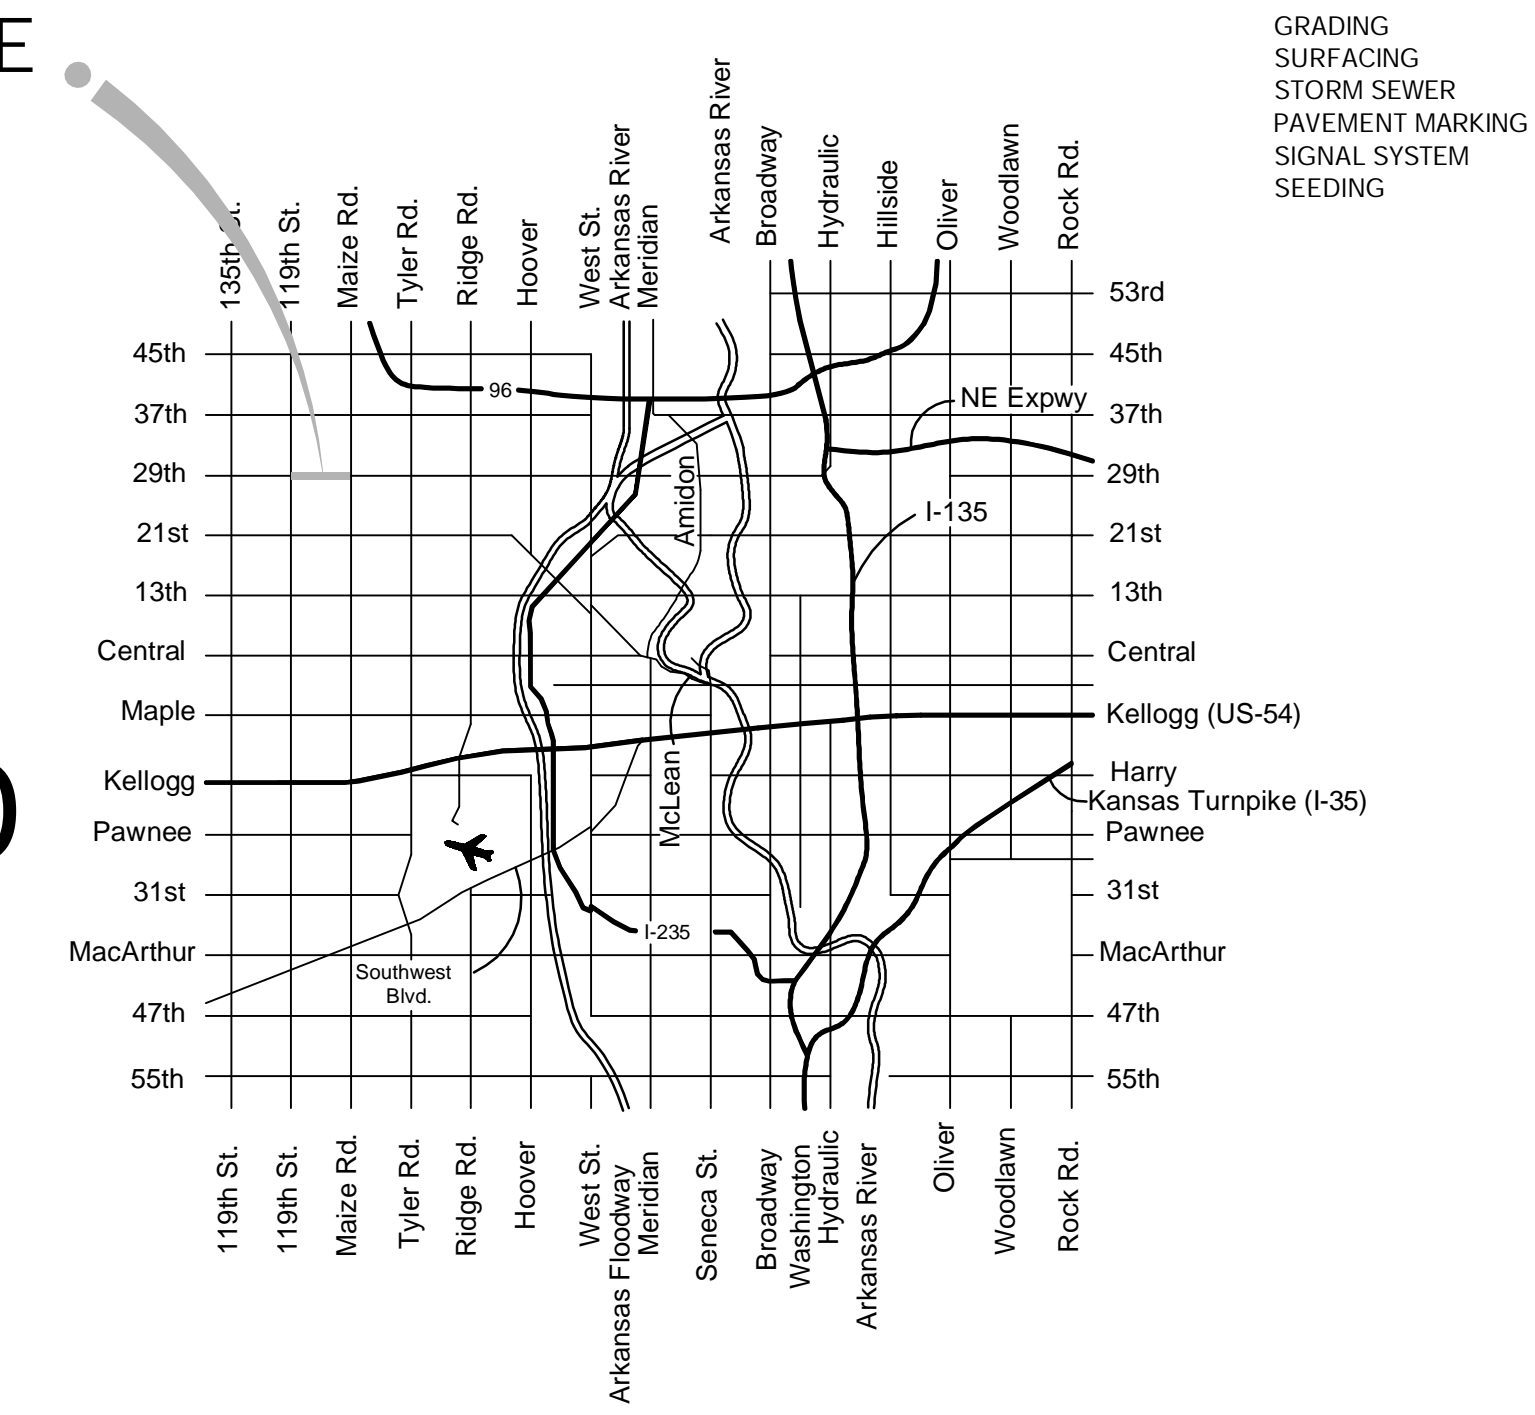 E
GRADING
SURFACING
STORM SEWER
PAVEMENT MARKING
SIGNAL SYSTEM
SEEDING
135th St.
119th St.
Maize Rd.
Tyler Rd.
Ridge Rd.
Hoover
West St.
Arkansas River
Meridian
Arkansas River
Broadway
Hydraulic
Hillside
Oliver
Woodlawn
Rock Rd.
53rd
45th
45th
96
NE Expwy
37th
37th
29th
29th
Amidon
I-135
21st
21st
13th
13th
Central
Central
Maple
Kellogg (US-54)
Kellogg
Harry
Kansas Turnpike (I-35)
McLean
Pawnee
Pawnee
31st
31st
I-235
MacArthur
MacArthur
Southwest
Blvd.
47th
47th
55th
55th
119th St.
119th St.
Maize Rd.
Tyler Rd.
Ridge Rd.
Hoover
West St.
Arkansas Floodway
Meridian
Seneca St.
Broadway
Washington
Hydraulic
Arkansas River
Oliver
Woodlawn
Rock Rd.